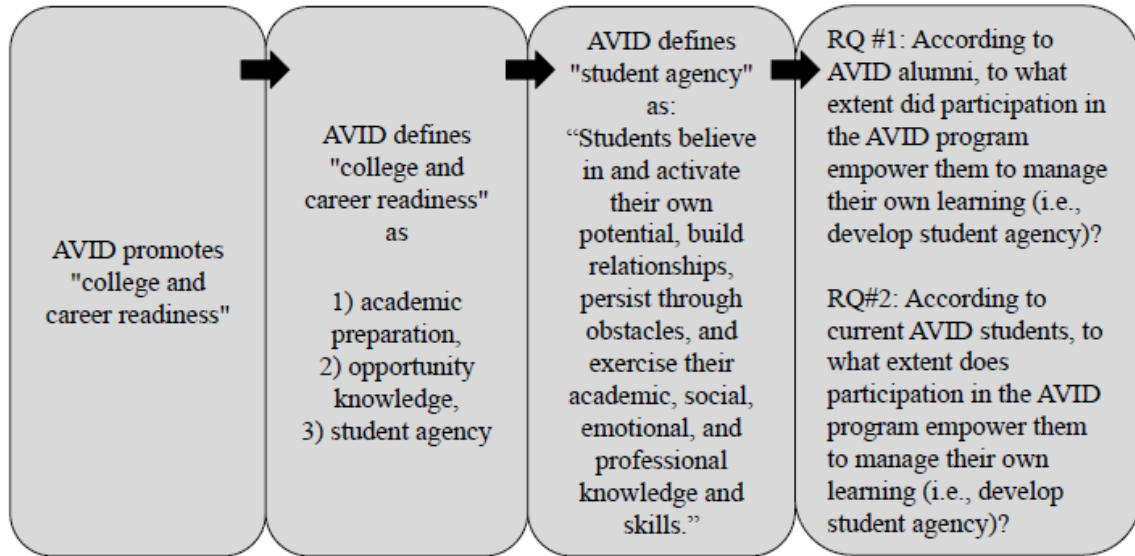 AVID promotes
"college and
career readiness"
AVID defines
"college and
career readiness"
as
1) academic
preparation,
2) opportunity
knowledge,
3) student agency
AVID defines
"student agency"
as:
“Students believe
in and activate
their own
potential, build
relationships,
persist through
obstacles, and
exercise their
academic, social,
emotional, and
professional
knowledge and
skills.”
RQ #1: According to
AVID alumni, to what
extent did participation in
the AVID program
empower them to manage
their own learning (i.e.,
develop student agency)?
RQ#2: According to
current AVID students, to
what extent does
participation in the AVID
program empower them
to manage their own
learning (i.e., develop
student agency)?